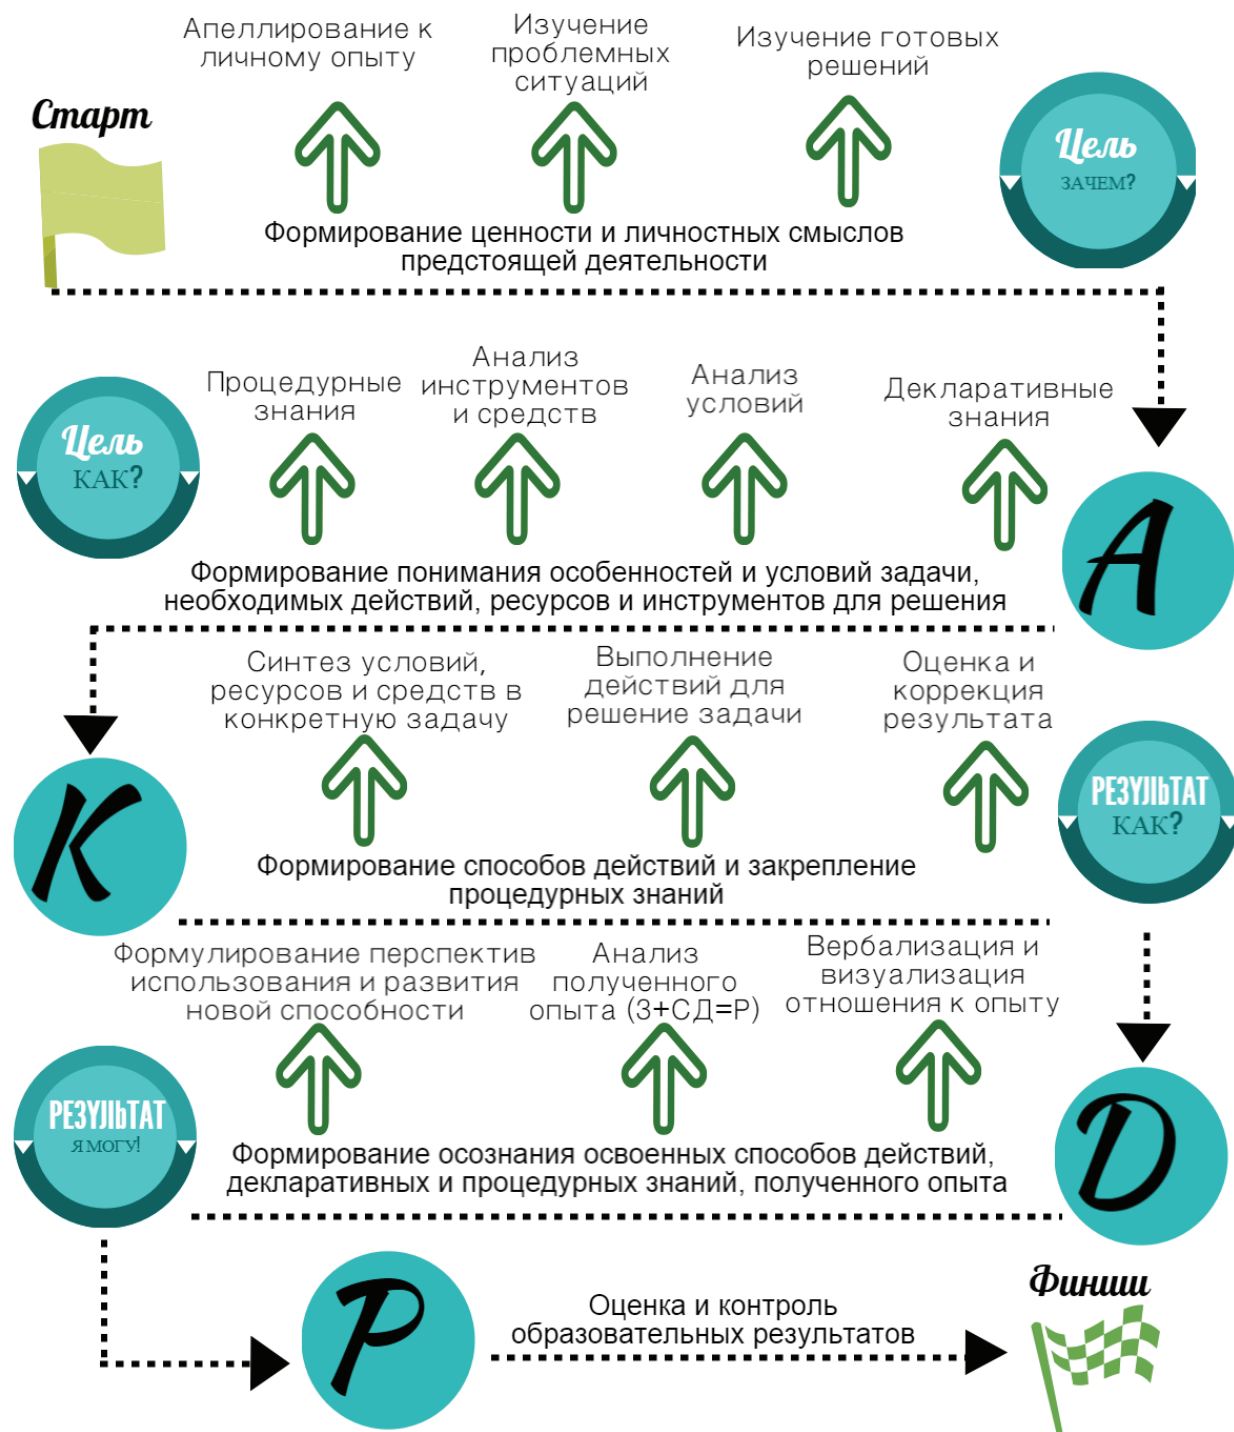 Апеллирование к
личному опыту
Изучение
проблемных
ситуаций
Изучение готовых
решений
Старт
Цель
ЗАЧЕМ?
Формирование ценности и личностных смыслов
предстоящей деятельности
Цель
КАК?
Процедурные
знания
Анализ
инструментов
и средств
Анализ
условий
Декларативные
знания
А
Формирование понимания особенностей и условий задачи,
необходимых действий, ресурсов и инструментов для решения
Синтез условий,
ресурсов и средств в
конкретную задачу
Выполнение
действий для
решение задачи
Оценка и
коррекция
результата
К
РЕЗУЛЬТАТ
КАК?
Формирование способов действий и закрепление
процедурных знаний
Формулирование перспектив
использования и развития
новой способности
Анализ
полученного
опыта (З+СД=Р)
Вербализация и
визуализация
отношения к опыту
РЕЗУЛЬТАТ
Я МОГУ!
D
Формирование осознания освоенных способов действий,
декларативных и процедурных знаний, полученного опыта
Р
Оценка и контроль
образовательных результатов
Финиш